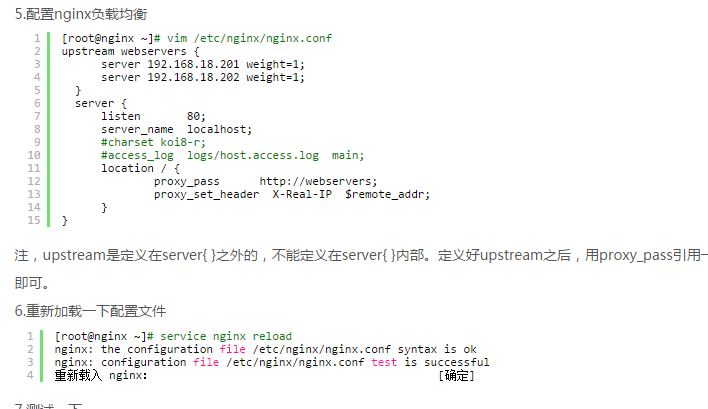 5.配置nginx负载均衡
1 [root@nginx ~]# vim /etc/nginx/nginx.conf
2 upstream webservers {
3 server 192.168.18.201 weight=1;
4 server 192.168.18.202 weight=1;
5 }
6 server {
7 listen 80;
8 server_name localhost;
9 #charset koi8-r;
10 #access_log logs/host.access.log main;
11 location / {
12 proxy_pass http://webservers;
13 proxy_set_header X-Real-IP $remote_addr;
14 }
15 }
注，upstream是定义在server{ }之外的，不能定义在server{ }内部。定义好upstream之后，用proxy_pass引用一
即可。
6.重新加载一下配置文件
1 [root@nginx ~]# service nginx reload
2 nginx: the configuration file /etc/nginx/nginx.conf syntax is ok
3 nginx: configuration file /etc/nginx/nginx.conf test is successful
4 重新载入 nginx: [确定]
7.测试一下